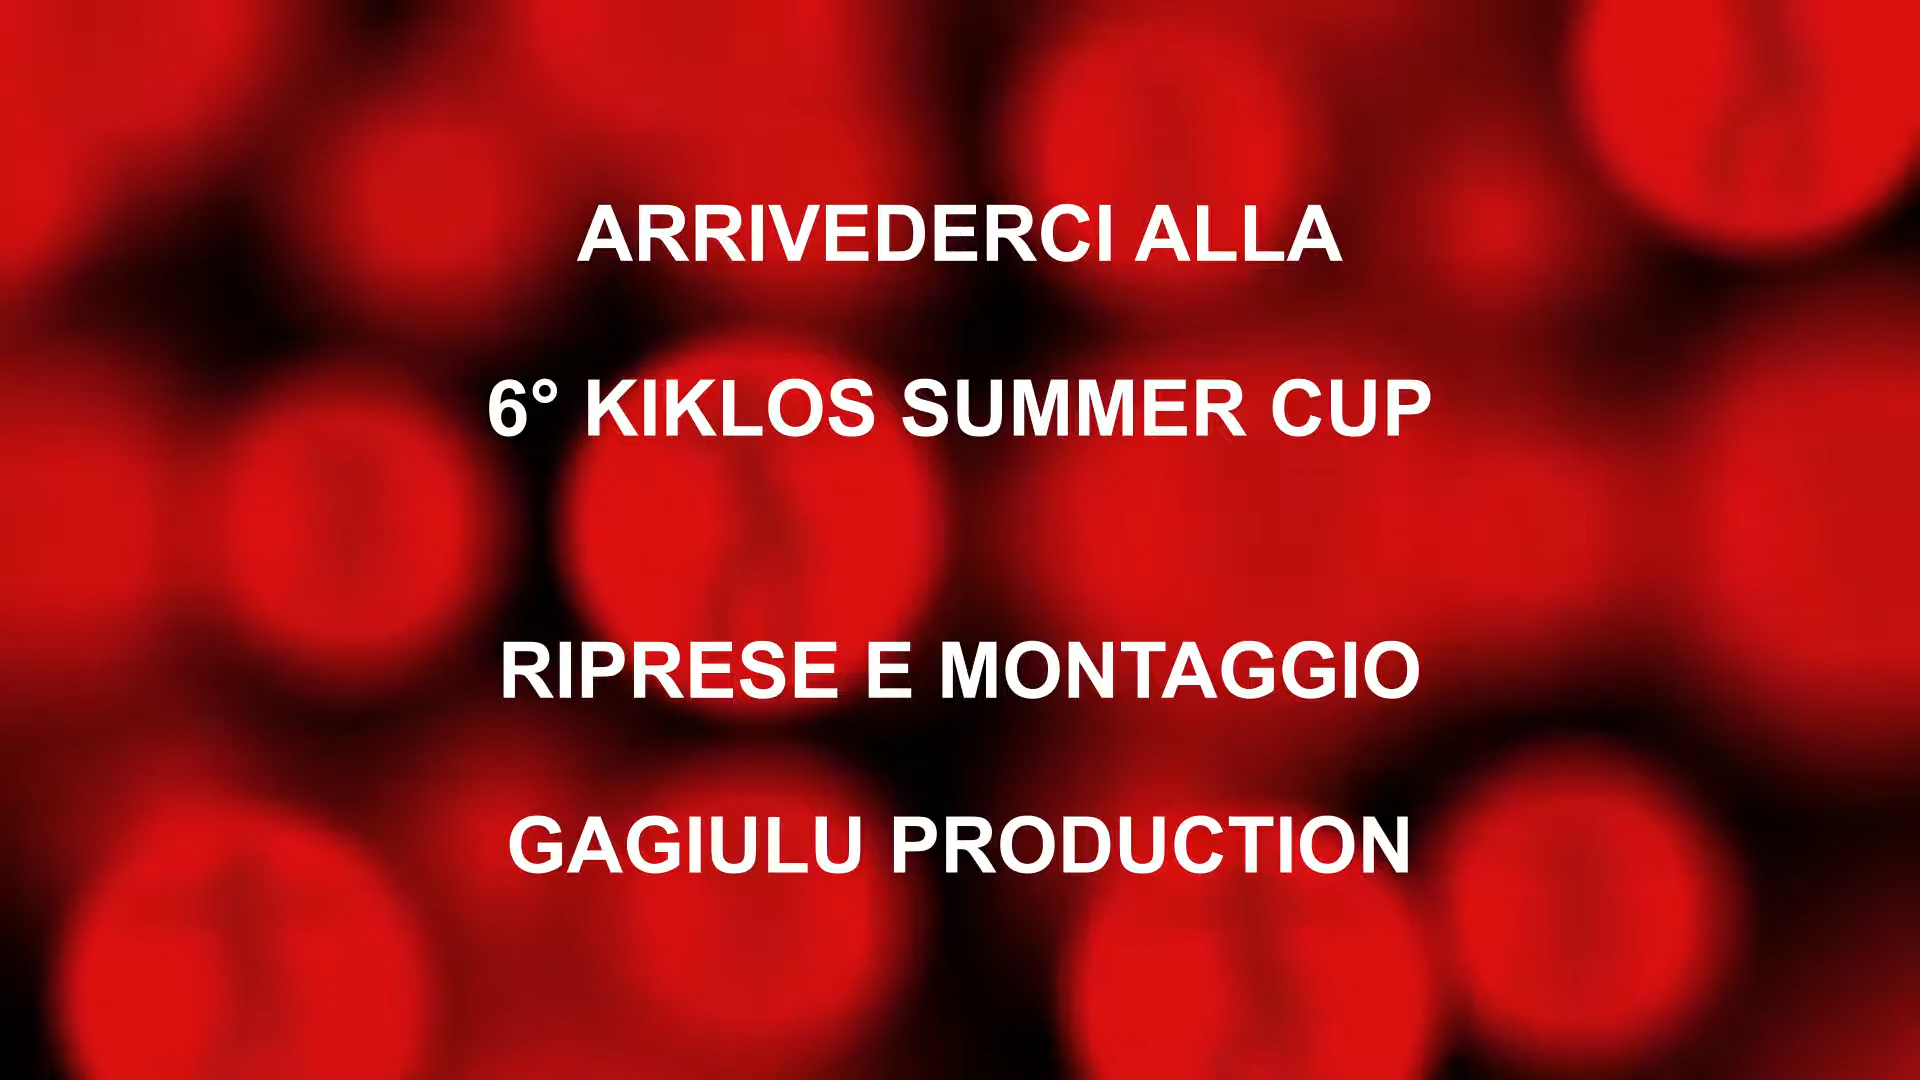 ARRIVEDERCI ALLA
6° KIKLOS SUMMER CUP
RIPRESE E MONTAGGIO
GAGIULU PRODUCTION